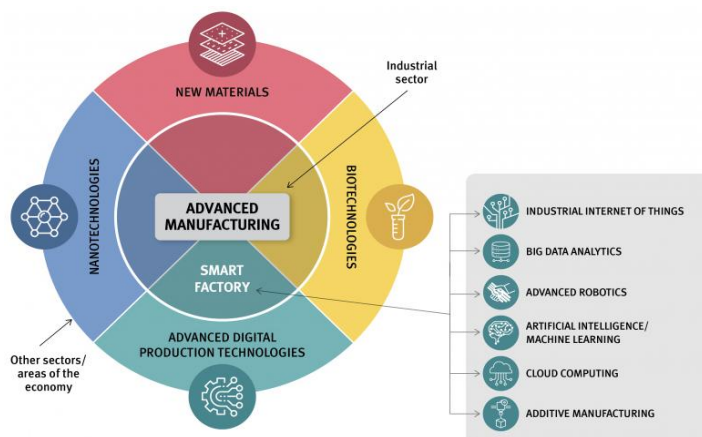 NEW MATERIALS
Industrial
sector
NANOTECHNOLOGIES
BIOTECHNOLOGIES
ADVANCED
MANUFACTURING
SMART
FACTORY
ADVANCED DIGITAL
PRODUCTION TECHNOLOGIES
Other sectors/
areas of the
economy
INDUSTRIAL INTERNET OF THINGS
BIG DATA ANALYTICS
ADVANCED ROBOTICS
ARTIFICIAL INTELLIGENCE/
MACHINE LEARNING
CLOUD COMPUTING
ADDITIVE MANUFACTURING